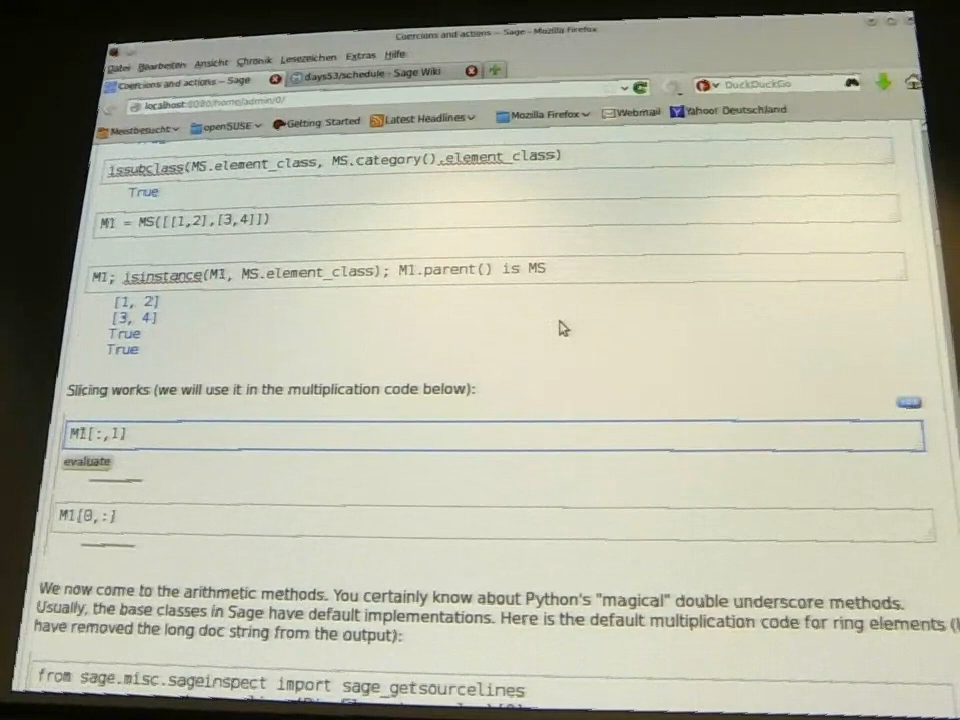 Coercions and actions - Sage - Mozilla Firefox
Datei Bearbeiten Ansicht Chronik Lesezeichen Extras Hilfe
Coercions and actions - Sage days53/schedule - Sage Wiki
localhost:8080/home/admin/0/ DuckDuckGo
Meistbesucht openSUSE Getting Started Latest Headlines Mozilla Firefox Webmail Yahoo! Deutschland
issubclass(MS.element_class, MS.category().element_class)
True
M1 = MS([[1,2],[3,4]])
M1; isinstance(M1, MS.element_class); M1.parent() is MS
[1, 2]
[3, 4]
True
True
Slicing works (we will use it in the multiplication code below):
M1[:,1]
evaluate
M1[0,:]
We now come to the arithmetic methods. You certainly know about Python's "magical" double underscore methods.
Usually, the base classes in Sage have default implementations. Here is the default multiplication code for ring elements (I
have removed the long doc string from the output):
from sage.misc.sageinspect import sage_getsourcelines